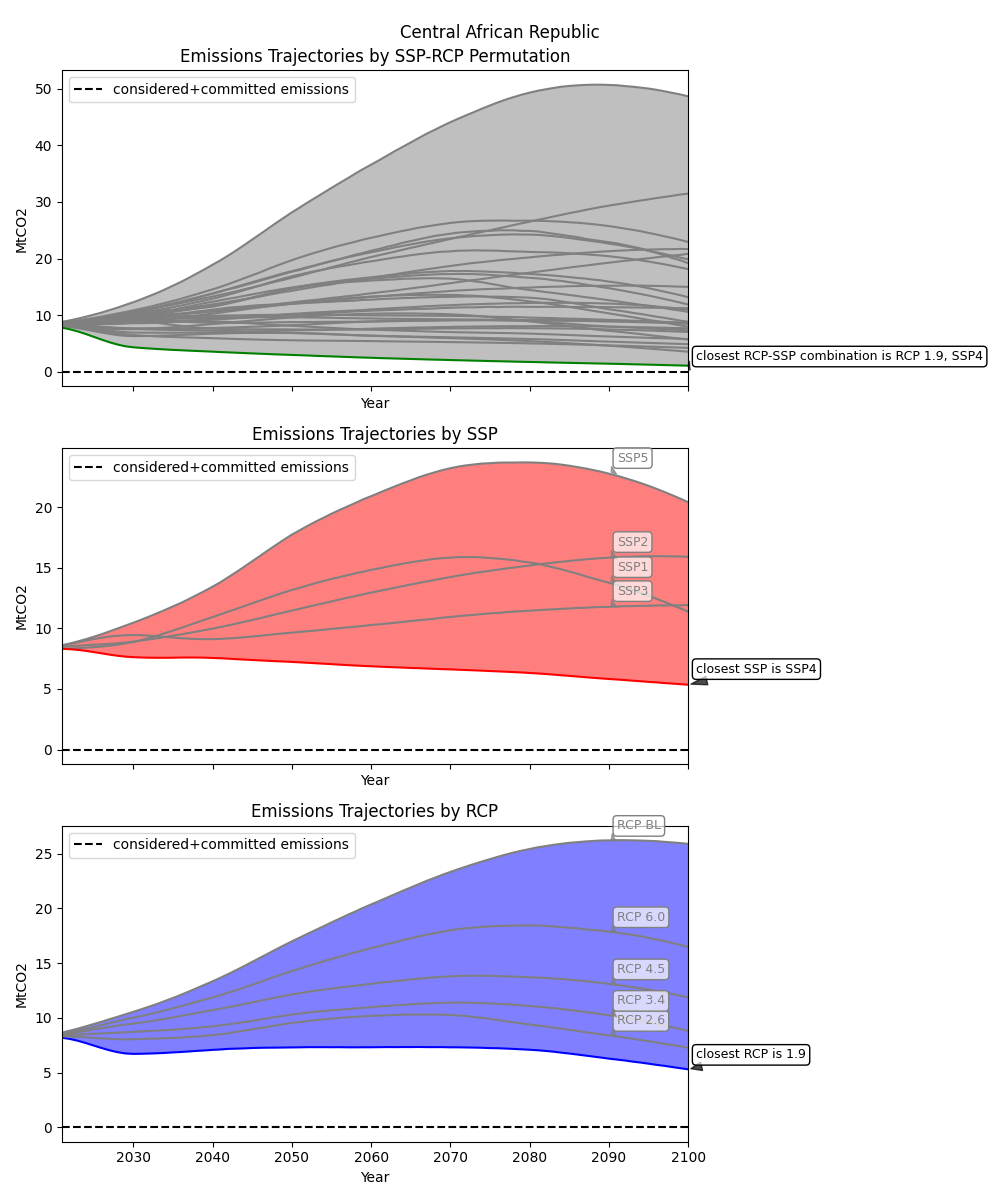 Central African Republic
Emissions Trajectories by SSP-RCP Permutation
considered+committed emissions
50
40
30
20
10
0
MtCO2
closest RCP-SSP combination is RCP 1.9, SSP4
Year
Emissions Trajectories by SSP
considered+committed emissions
SSP5
20
SSP2
15
SSP1
SSP3
10
5
0
MtCO2
closest SSP is SSP4
Year
Emissions Trajectories by RCP
RCP BL
considered+committed emissions
25
20
RCP 6.0
15
RCP 4.5
RCP 3.4
10
RCP 2.6
5
0
MtCO2
closest RCP is 1.9
2030 2040 2050 2060 2070 2080 2090 2100
Year